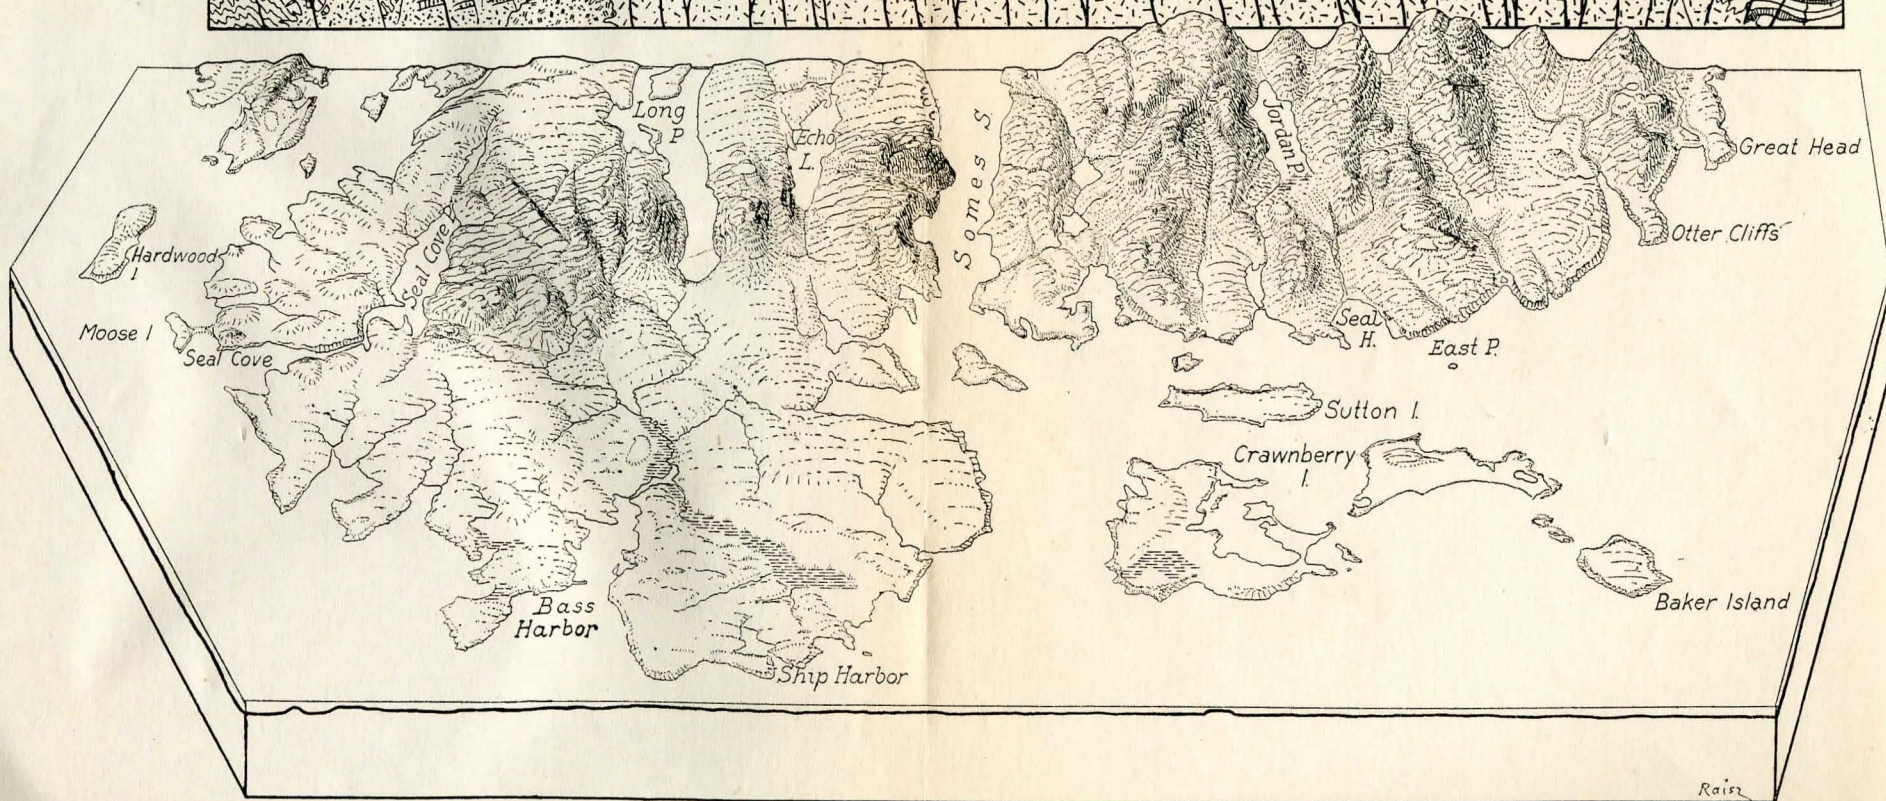 Long
P
Echo
L.
Somes S.
Jordan P.
Great Head
Otter Cliffs
Hardwood
I
Seal Cove
Moose I
Seal Cove
Seal
H.
East P.
Sutton I.
Crawnberry
I.
Baker Island
Bass
Harbor
Ship Harbor
Raisz